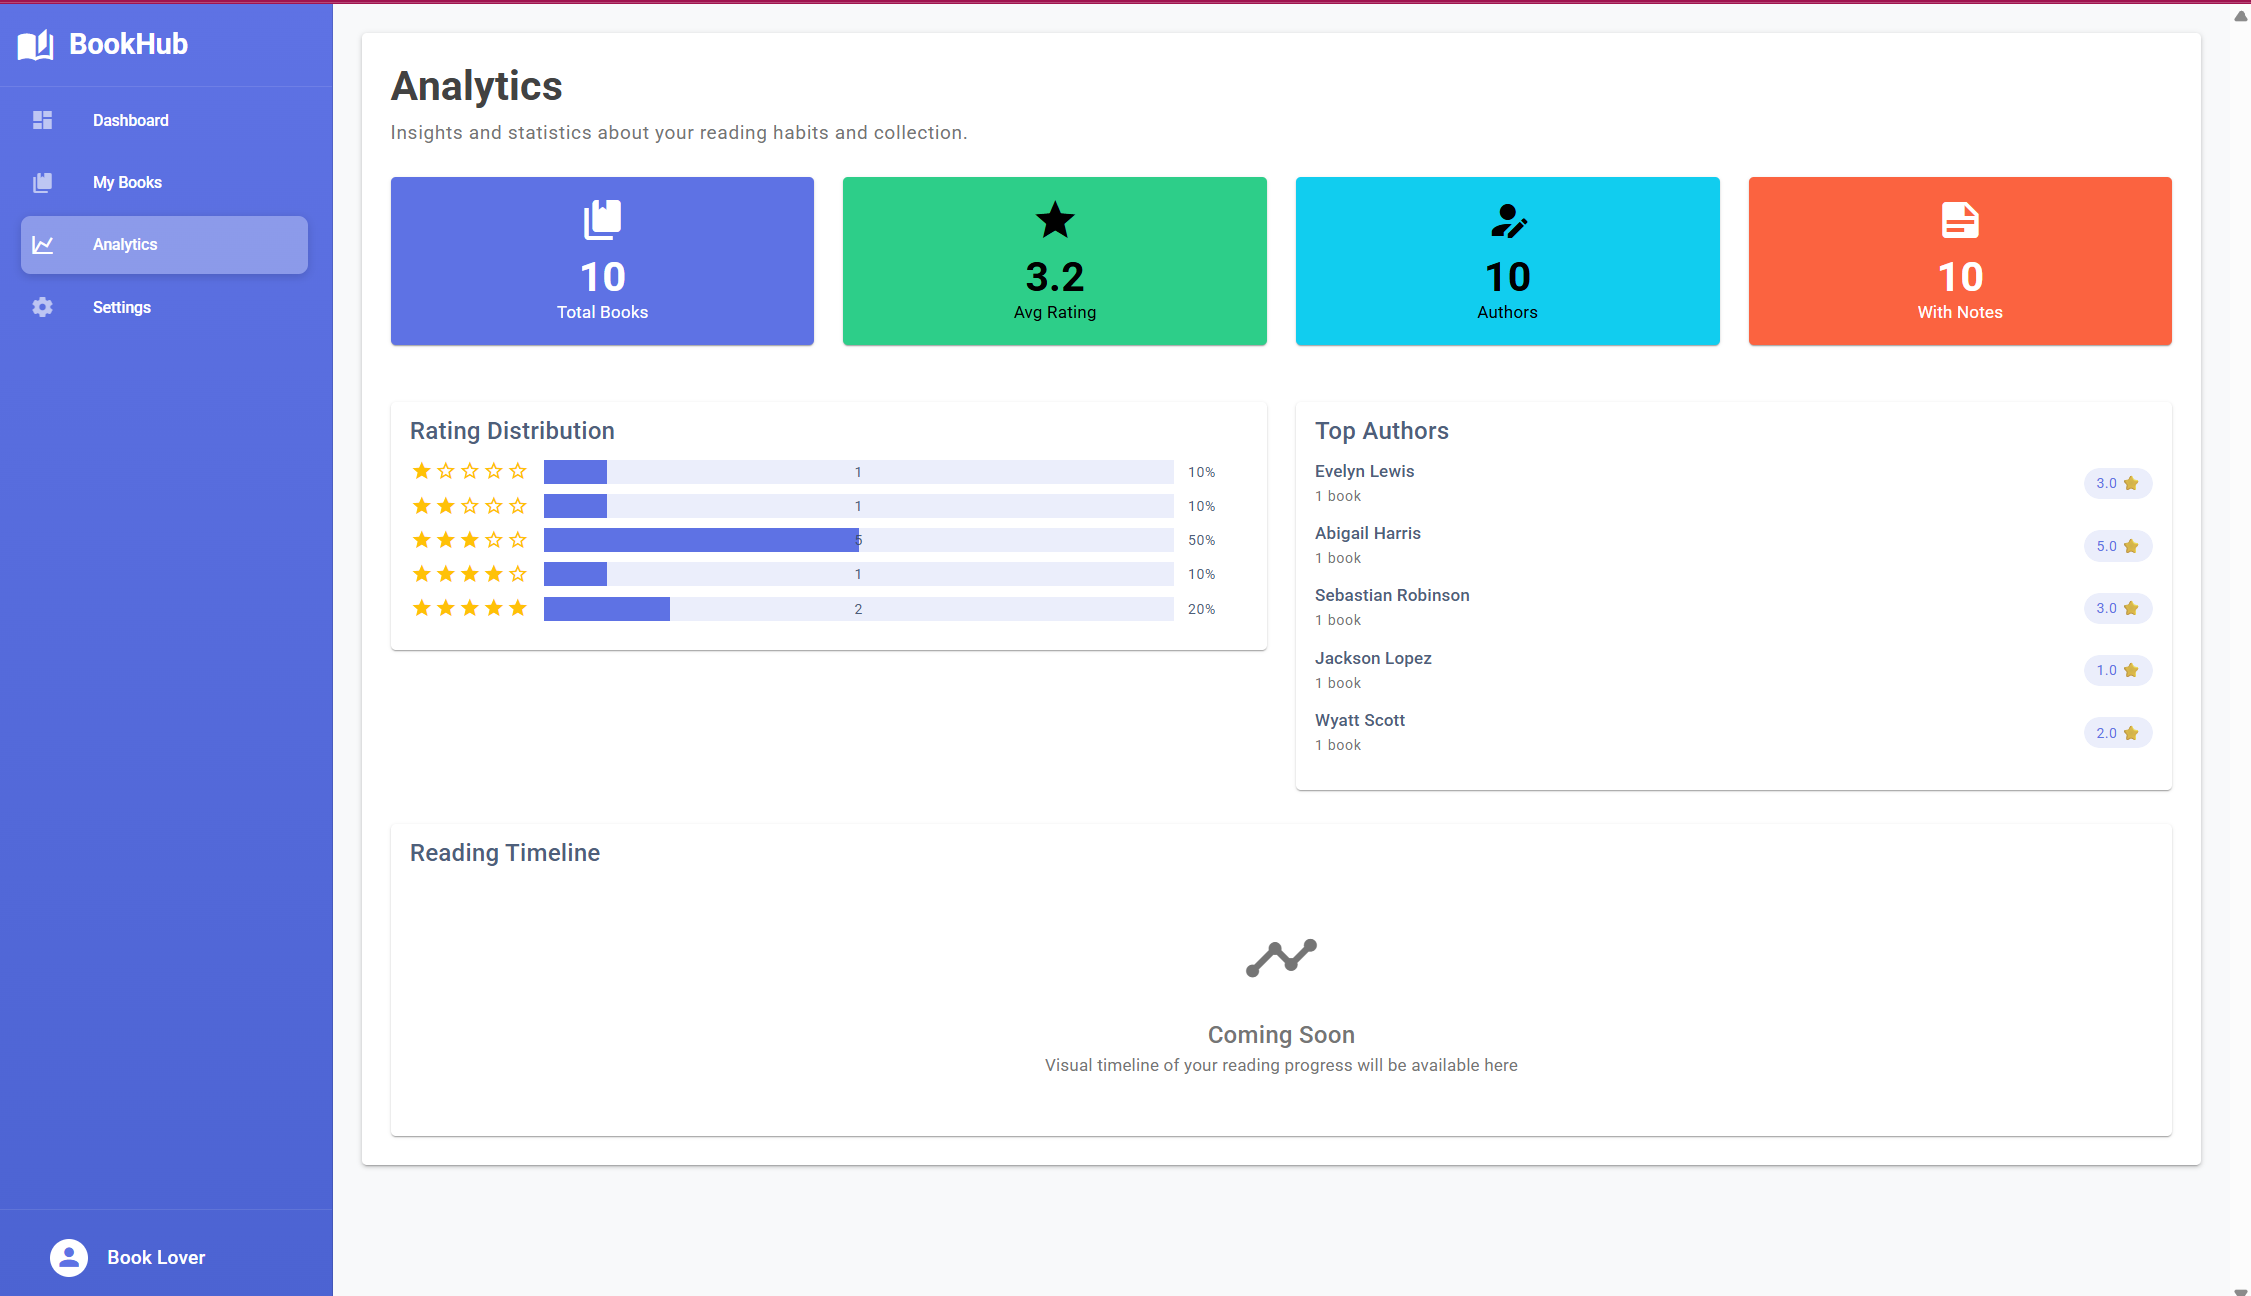 BookHub
Dashboard
My Books
Analytics
Settings
Book Lover
Analytics
Insights and statistics about your reading habits and collection.
10
Total Books
3.2
Avg Rating
10
Authors
10
With Notes
Rating Distribution
1 10%
1 10%
5 50%
1 10%
2 20%
Top Authors
Evelyn Lewis
1 book
3.0
Abigail Harris
1 book
5.0
Sebastian Robinson
1 book
3.0
Jackson Lopez
1 book
1.0
Wyatt Scott
1 book
2.0
Reading Timeline
Coming Soon
Visual timeline of your reading progress will be available here